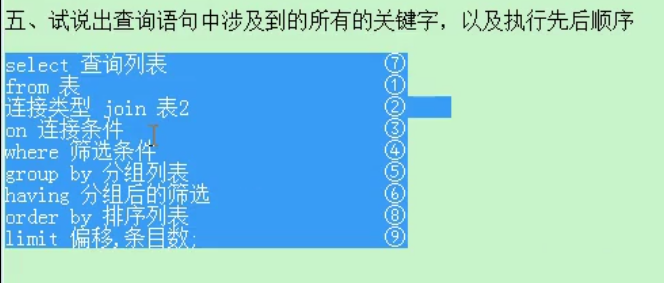 五、试说出查询语句中涉及到的所有的关键字，以及执行先后顺序
select 查询列表 ⑦
from 表 ①
连接类型 join 表2 ②
on 连接条件 ③
where 筛选条件 ④
group by 分组列表 ⑤
having 分组后的筛选 ⑥
order by 排序列表 ⑧
limit 偏移,条目数; ⑨